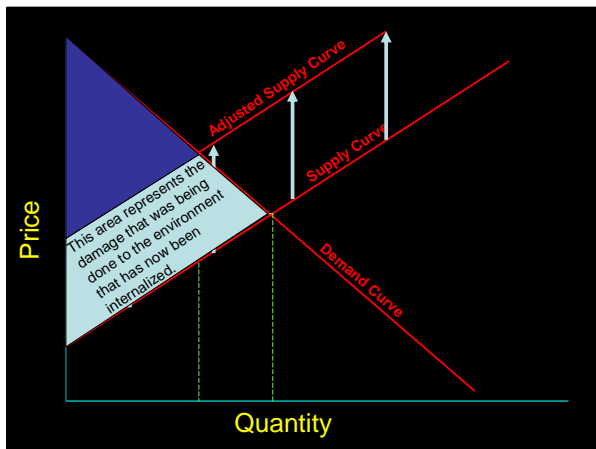 Adjusted Supply Curve
Supply Curve
This area represents the
damage that was being
done to the environment
that has now been
internalized.
Demand Curve
Price
Quantity